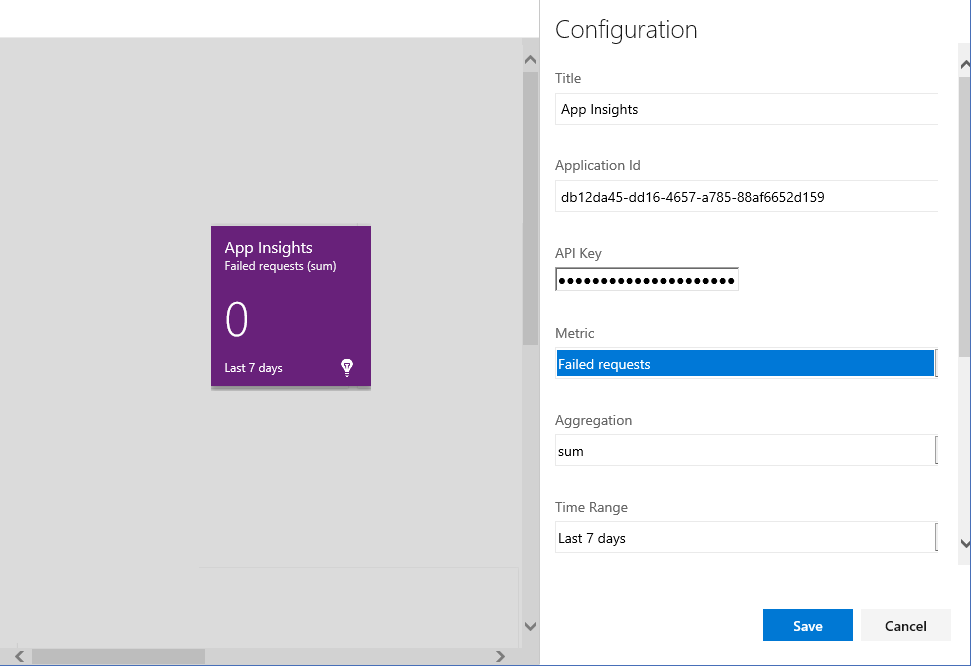 App Insights
Failed requests (sum)
0
Last 7 days
Configuration
Title
App Insights
Application Id
db12da45-dd16-4657-a785-88af6652d159
API Key
●●●●●●●●●●●●●●●●●●●●●
Metric
Failed requests
Aggregation
sum
Time Range
Last 7 days
Save
Cancel